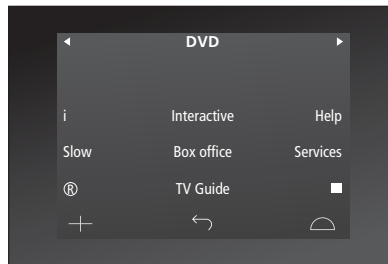 DVD
i Interactive Help
Slow Box office Services
® TV Guide